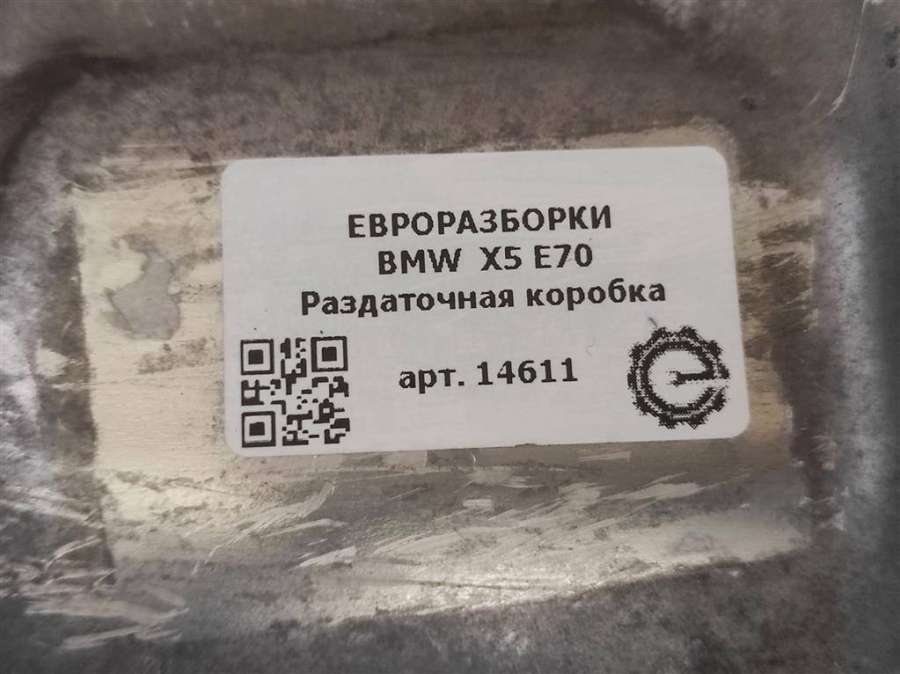 ЕВРОРАЗБОРКИ
BMW X5 E70
Раздаточная коробка
арт. 14611